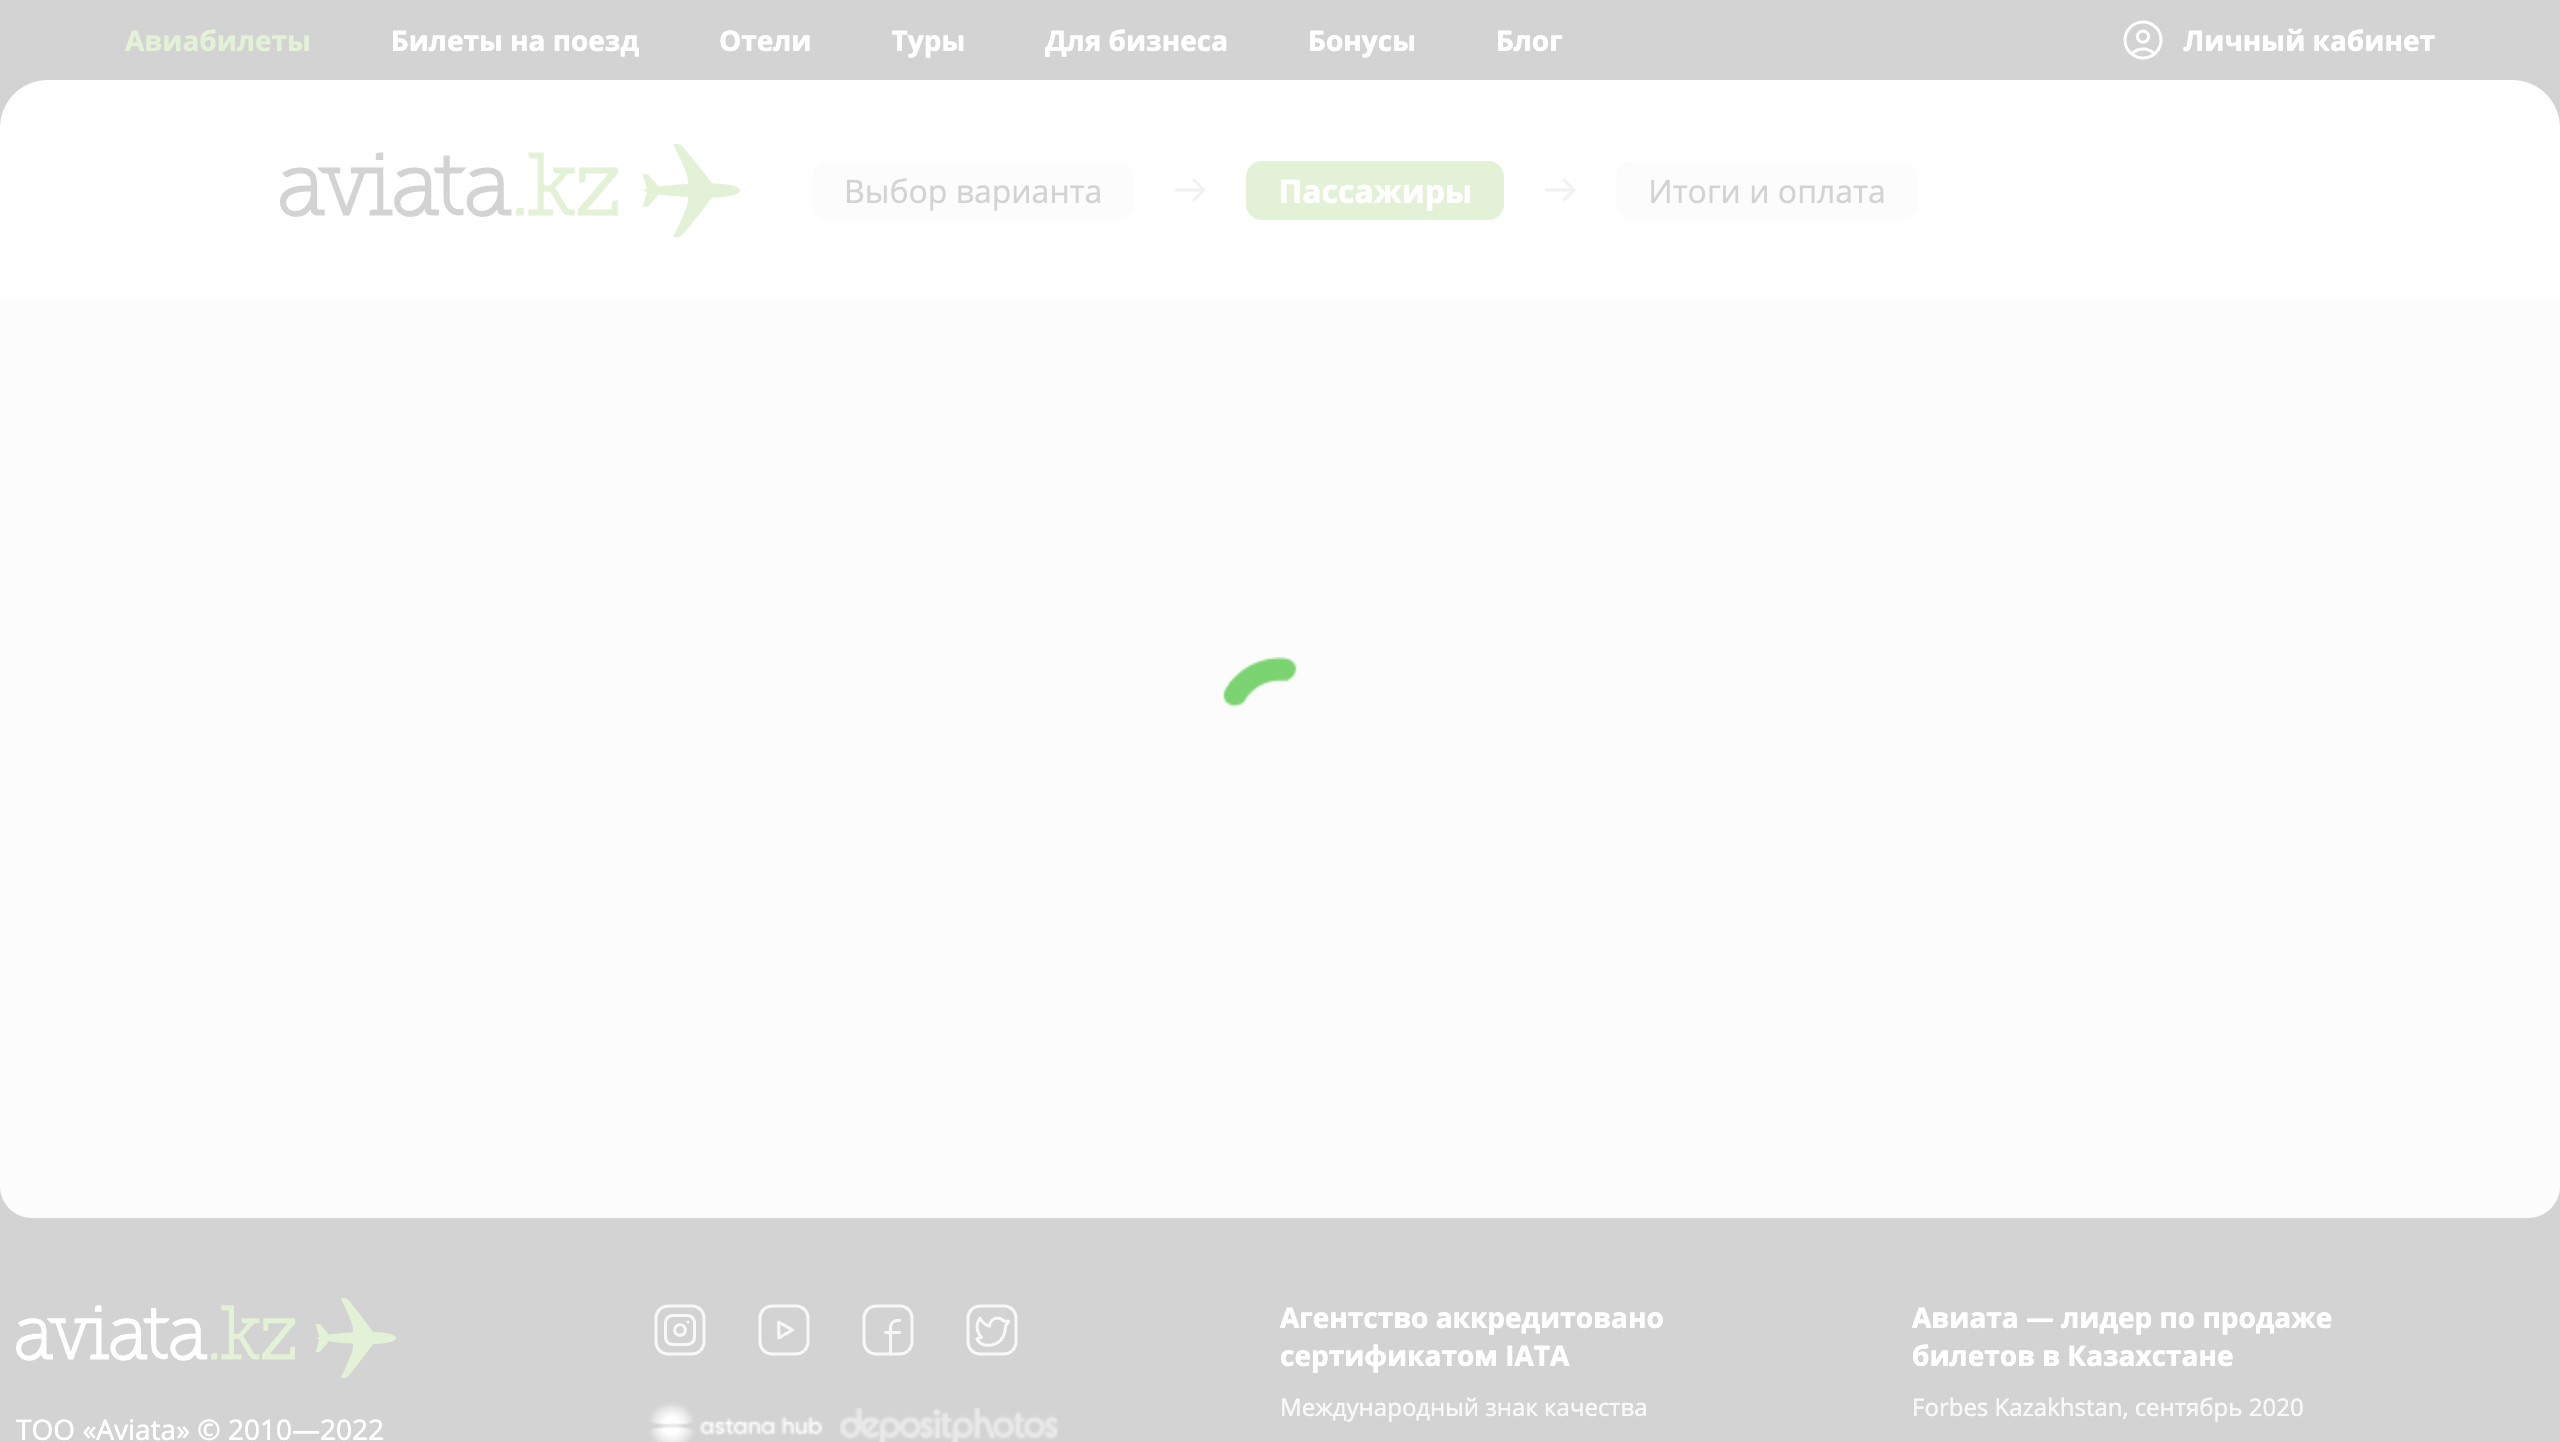 Авиабилеты Билеты на поезд Отели Туры Для бизнеса Бонусы Блог Личный кабинет
aviata.kz Выбор варианта → Пассажиры → Итоги и оплата
aviata.kz
ТОО «Aviata» © 2010—2022
astana hub depositphotos
Агентство аккредитовано
сертификатом IATA
Международный знак качества
Авиата — лидер по продаже
билетов в Казахстане
Forbes Kazakhstan, сентябрь 2020